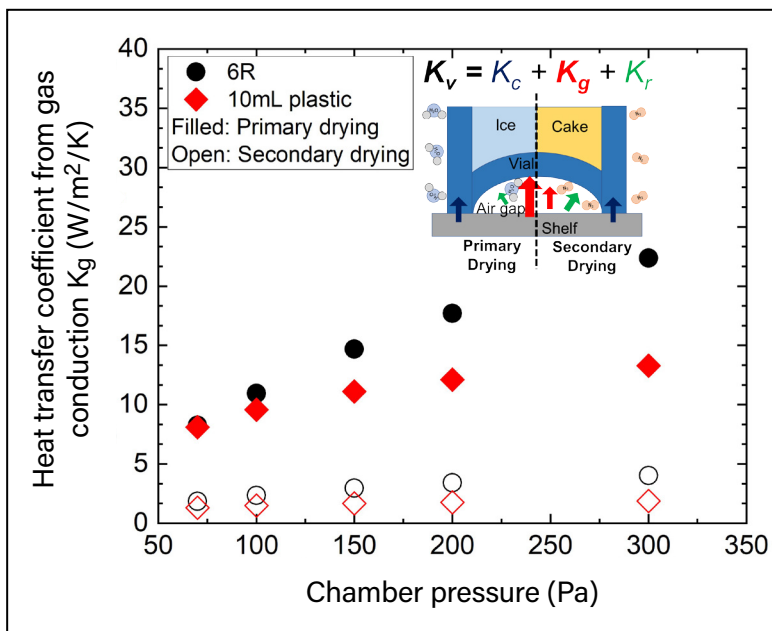 Heat transfer coefficient from gas
conduction Kg (W/m²/K)
40
35
30
25
20
15
10
5
0
6R
10mL plastic
Filled: Primary drying
Open: Secondary drying
Kv = Kc + Kg + Kr
Ice
Cake
Vial
Air gap
Shelf
Primary
Drying
Secondary
Drying
50
100
150
200
250
300
350
Chamber pressure (Pa)